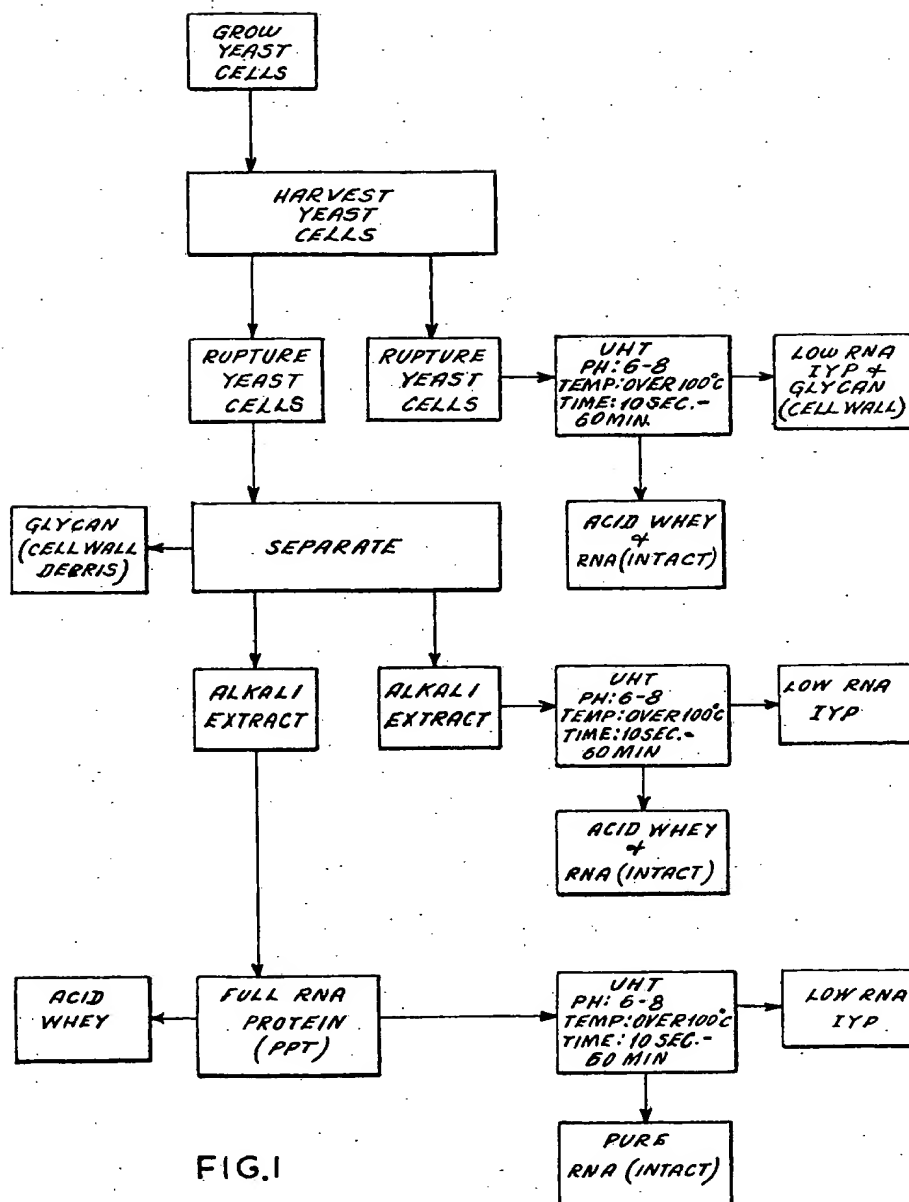 GROW
YEAST
CELLS
HARVEST
YEAST
CELLS
RUPTURE
YEAST
CELLS
RUPTURE
YEAST
CELLS
UHT
PH: 6-8
TEMP: OVER 100°C
TIME: 10 SEC.-
60 MIN.
LOW RNA
IYP &
GLYCAN
(CELL WALL)
ACID WHEY
&
RNA (INTACT)
GLYCAN
(CELL WALL
DEBRIS)
SEPARATE
ALKALI
EXTRACT
ALKALI
EXTRACT
UHT
PH: 6-8
TEMP: OVER 100°C
TIME: 10 SEC.-
60 MIN
LOW RNA
IYP
ACID WHEY
&
RNA (INTACT)
ACID
WHEY
FULL RNA
PROTEIN
(PPT)
UHT
PH: 6-8
TEMP: OVER 100°C
TIME: 10 SEC.-
60 MIN
LOW RNA
IYP
PURE
RNA (INTACT)
FIG.1